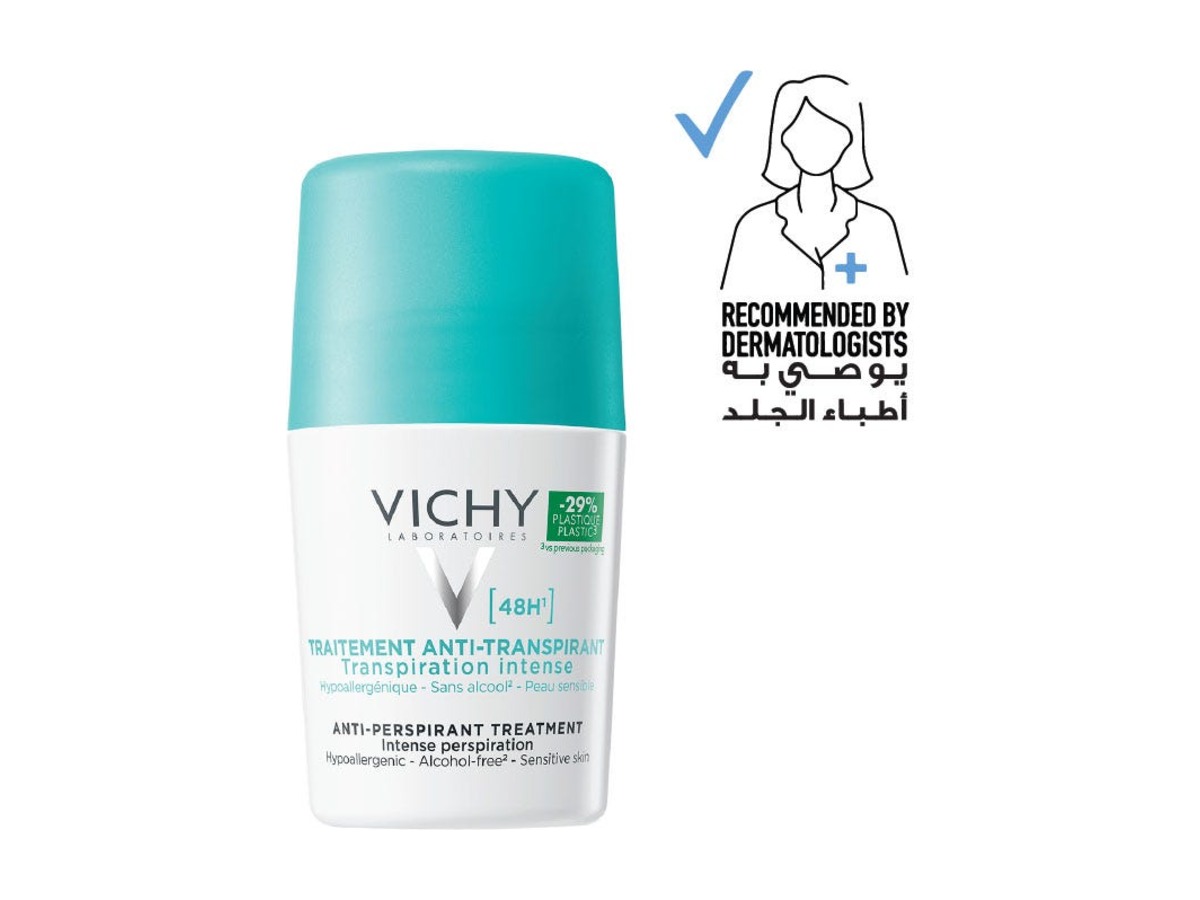 VICHY
LABORATOIRES
-29%
PLASTIQUE
PLASTIC³
³vs previous packaging
[48H¹]
TRAITEMENT ANTI-TRANSPIRANT
Transpiration intense
Hypoallergénique - Sans alcool² - Peau sensible
ANTI-PERSPIRANT TREATMENT
Intense perspiration
Hypoallergenic - Alcohol-free² - Sensitive skin
RECOMMENDED BY
DERMATOLOGISTS
يوصي به
أطباء الجلد